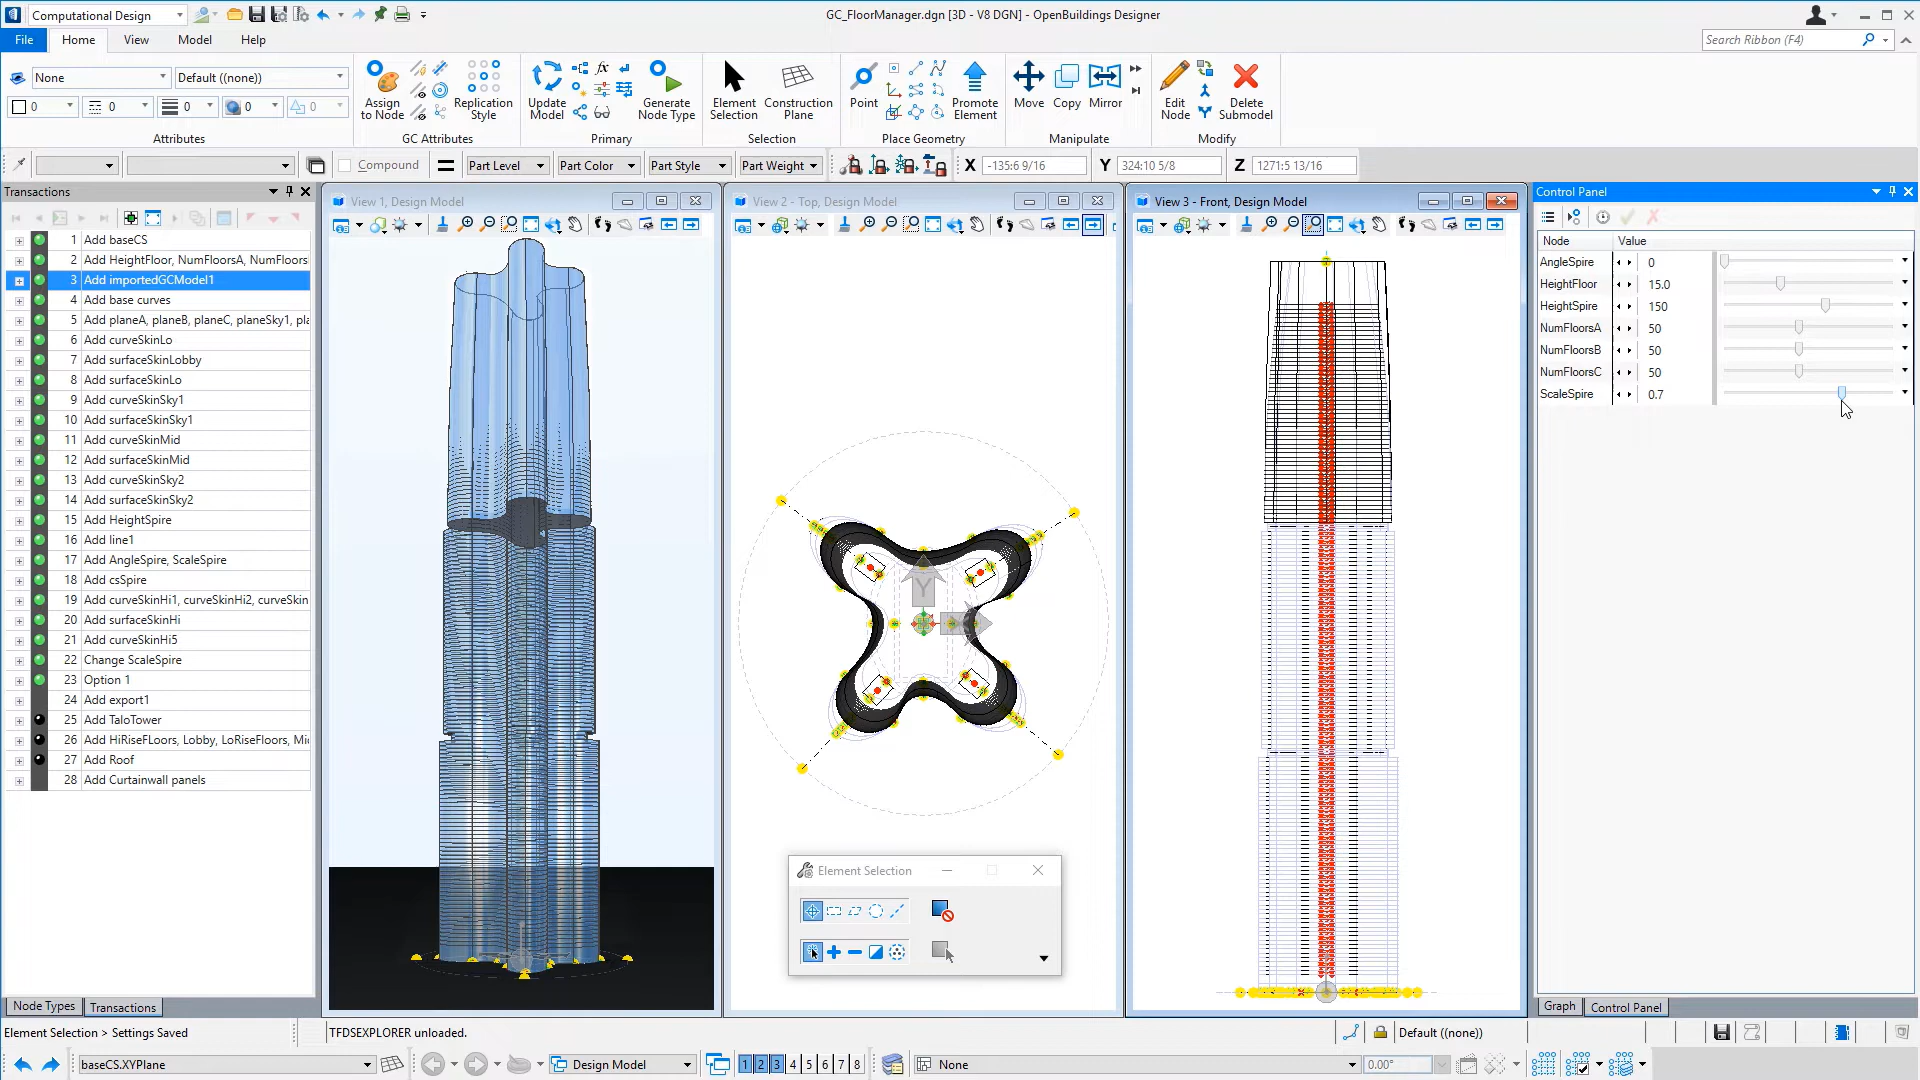 Computational Design
GC_FloorManager.dgn [3D - V8 DGN] - OpenBuildings Designer
File Home View Model Help
Search Ribbon (F4)
None Default ((none))
0 0 0 0 0
Assign to Node
Replication Style
Update Model
Generate Node Type
Element Selection
Construction Plane
Point
Promote Element
Move Copy Mirror
Edit Node
Delete Submodel
Attributes GC Attributes Primary Selection Place Geometry Manipulate Modify
Compound Part Level Part Color Part Style Part Weight X -135:6 9/16 Y 324:10 5/8 Z 1271:5 13/16
Transactions
1 Add baseCS
2 Add HeightFloor, NumFloorsA, NumFloors
3 Add importedGCModel1
4 Add base curves
5 Add planeA, planeB, planeC, planeSky1, pla
6 Add curveSkinLo
7 Add surfaceSkinLobby
8 Add surfaceSkinLo
9 Add curveSkinSky1
10 Add surfaceSkinSky1
11 Add curveSkinMid
12 Add surfaceSkinMid
13 Add curveSkinSky2
14 Add surfaceSkinSky2
15 Add HeightSpire
16 Add line1
17 Add AngleSpire, ScaleSpire
18 Add csSpire
19 Add curveSkinHi1, curveSkinHi2, curveSkin
20 Add surfaceSkinHi
21 Add curveSkinHi5
22 Change ScaleSpire
23 Option 1
24 Add export1
25 Add TaloTower
26 Add HiRiseFLoors, Lobby, LoRiseFloors, Mi
27 Add Roof
28 Add Curtainwall panels
Node Types Transactions
View 1, Design Model
View 2 - Top, Design Model
Y
Element Selection
View 3 - Front, Design Model
Control Panel
Node Value
AngleSpire 0
HeightFloor 15.0
HeightSpire 150
NumFloorsA 50
NumFloorsB 50
NumFloorsC 50
ScaleSpire 0.7
Graph Control Panel
Element Selection > Settings Saved
TFDSEXPLORER unloaded.
Default ((none))
baseCS.XYPlane
Design Model
1 2 3 4 5 6 7 8
None
0.00°